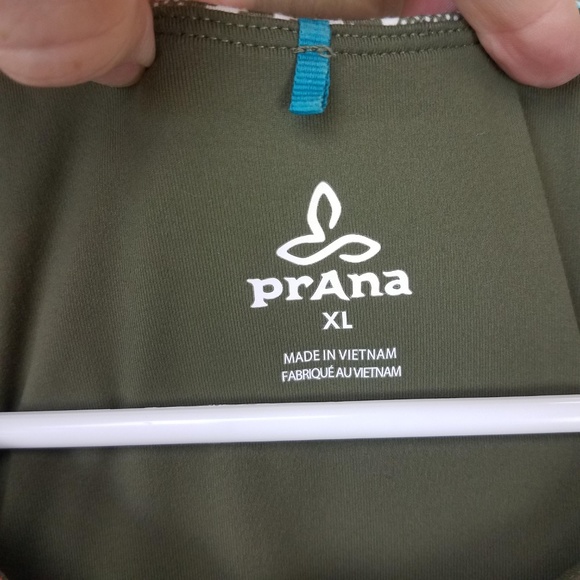 prAna
XL
MADE IN VIETNAM
FABRIQUÉ AU VIETNAM